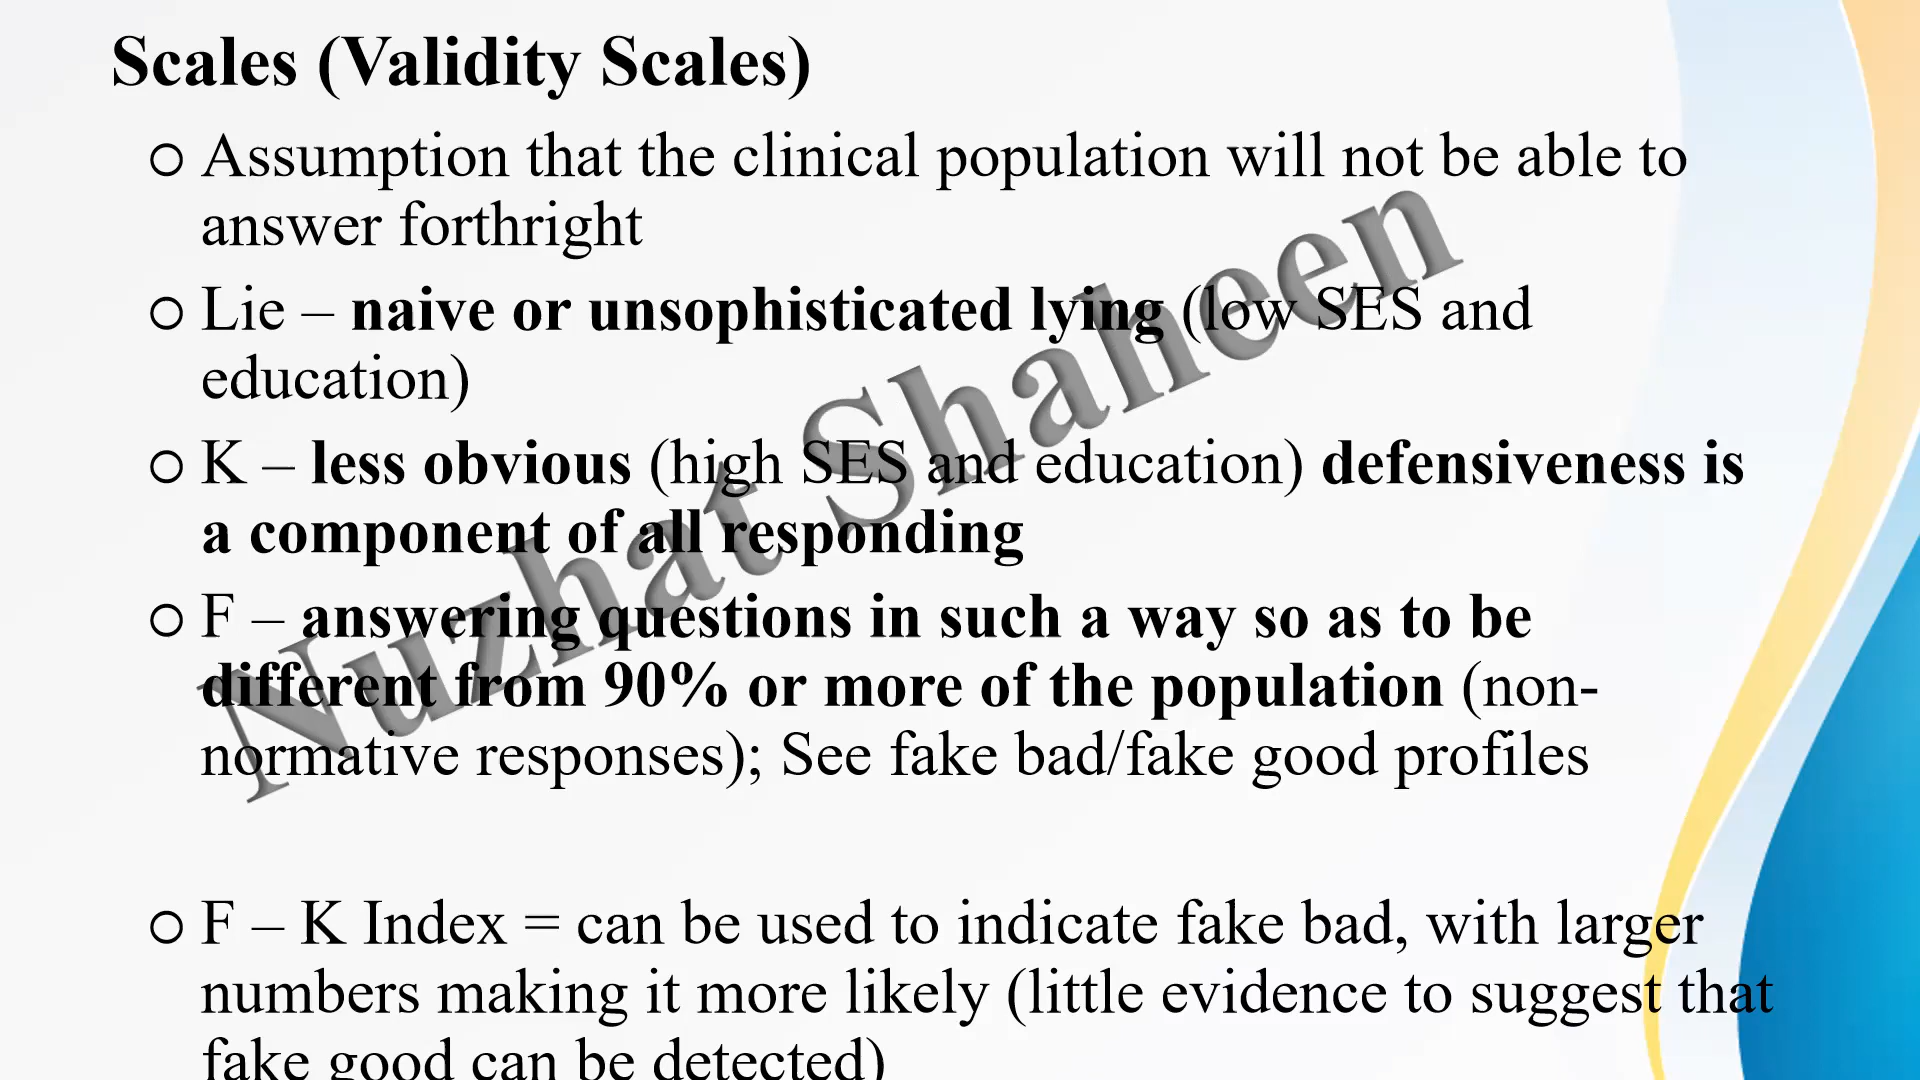 Scales (Validity Scales)
○ Assumption that the clinical population will not be able to
answer forthright
○ Lie – naive or unsophisticated lying (low SES and
education)
○ K – less obvious (high SES and education) defensiveness is
a component of all responding
○ F – answering questions in such a way so as to be
different from 90% or more of the population (non-
normative responses); See fake bad/fake good profiles
○ F – K Index = can be used to indicate fake bad, with larger
numbers making it more likely (little evidence to suggest that
fake good can be detected)
Nuzhat Shaheen